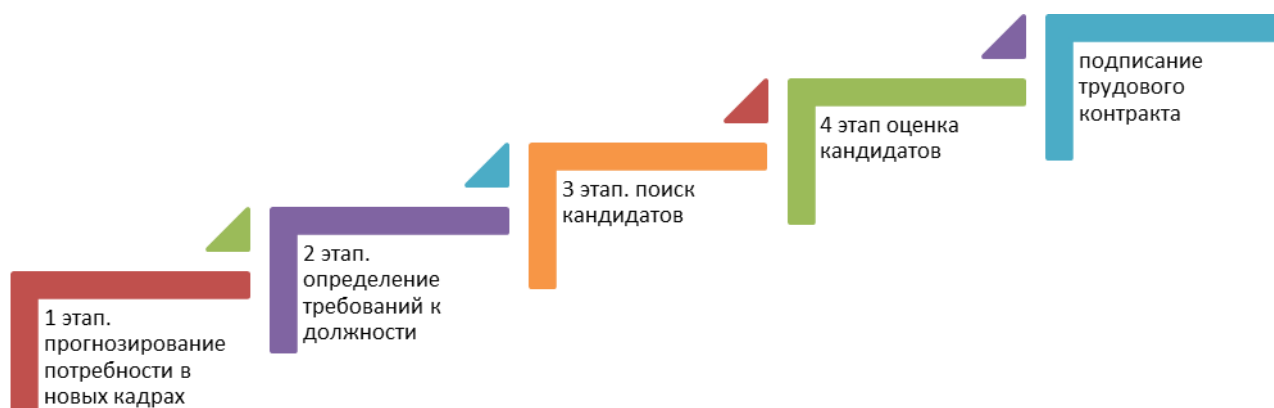 1 этап.
прогнозирование
потребности в
новых кадрах
2 этап.
определение
требований к
должности
3 этап. поиск
кандидатов
4 этап оценка
кандидатов
подписание
трудового
контракта